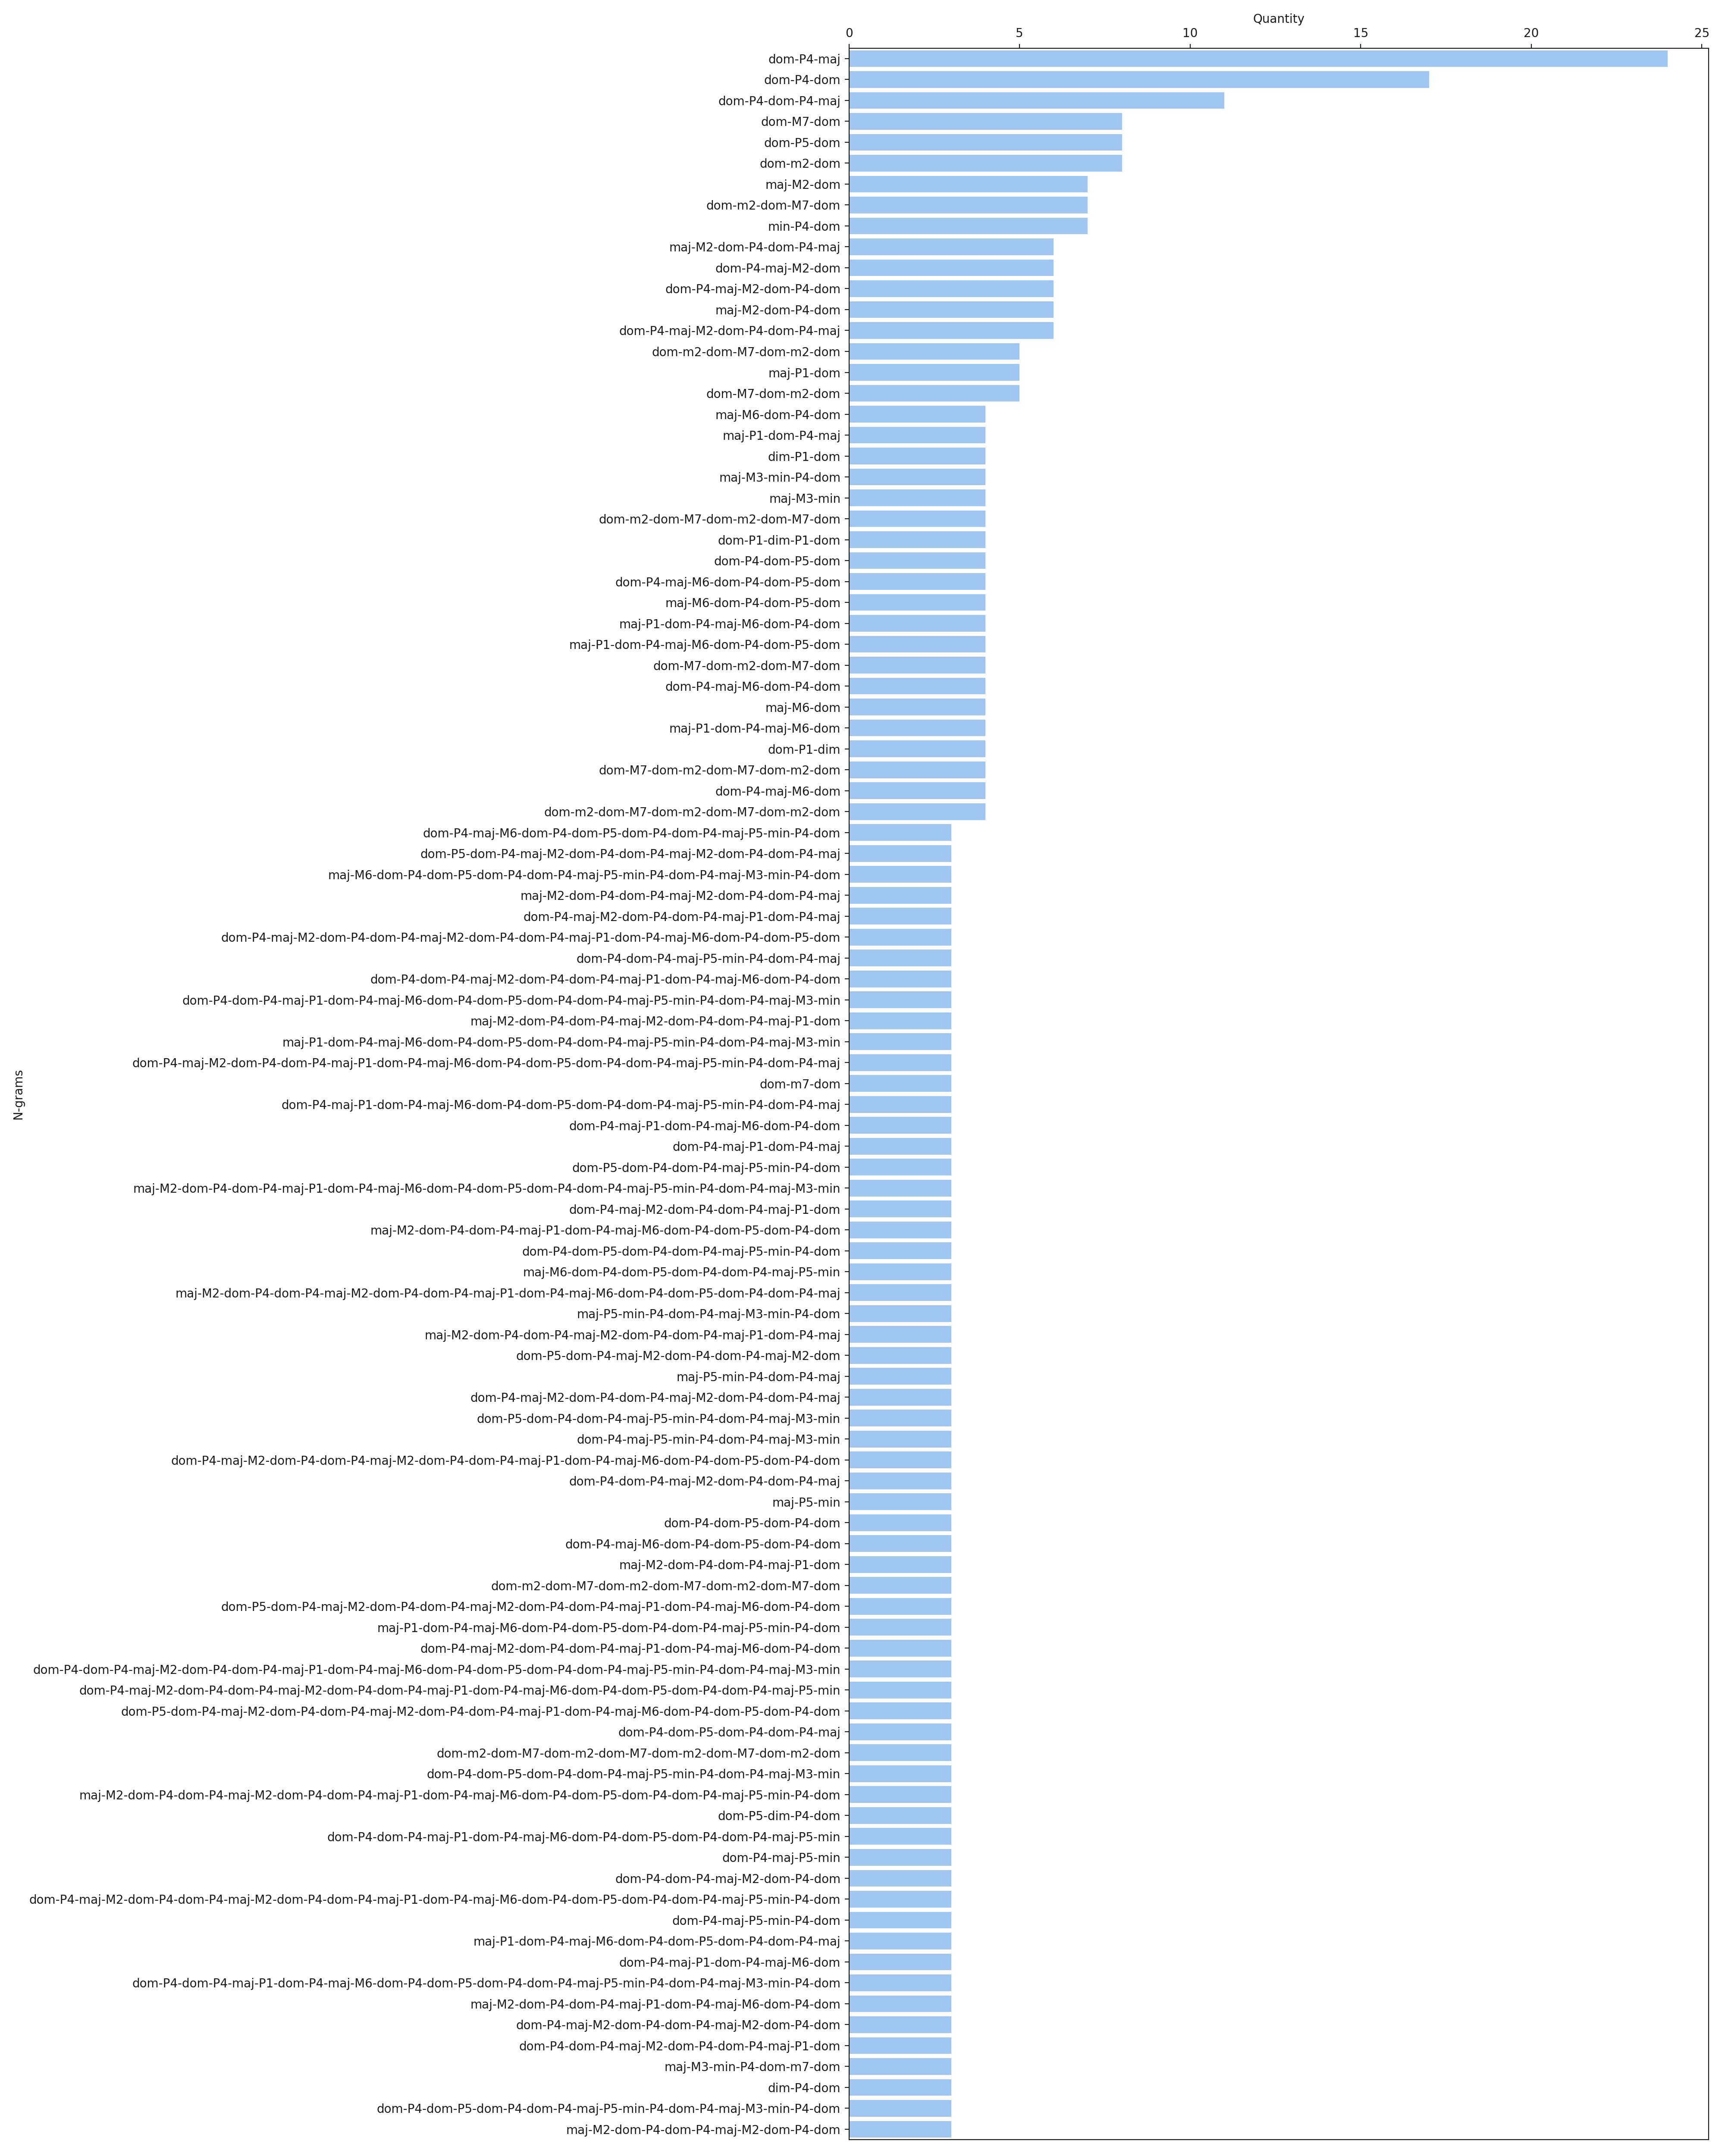 Quantity
0 5 10 15 20 25
dom-P4-maj
dom-P4-dom
dom-P4-dom-P4-maj
dom-M7-dom
dom-P5-dom
dom-m2-dom
maj-M2-dom
dom-m2-dom-M7-dom
min-P4-dom
maj-M2-dom-P4-dom-P4-maj
dom-P4-maj-M2-dom
dom-P4-maj-M2-dom-P4-dom
maj-M2-dom-P4-dom
dom-P4-maj-M2-dom-P4-dom-P4-maj
dom-m2-dom-M7-dom-m2-dom
maj-P1-dom
dom-M7-dom-m2-dom
maj-M6-dom-P4-dom
maj-P1-dom-P4-maj
dim-P1-dom
maj-M3-min-P4-dom
maj-M3-min
dom-m2-dom-M7-dom-m2-dom-M7-dom
dom-P1-dim-P1-dom
dom-P4-dom-P5-dom
dom-P4-maj-M6-dom-P4-dom-P5-dom
maj-M6-dom-P4-dom-P5-dom
maj-P1-dom-P4-maj-M6-dom-P4-dom
maj-P1-dom-P4-maj-M6-dom-P4-dom-P5-dom
dom-M7-dom-m2-dom-M7-dom
dom-P4-maj-M6-dom-P4-dom
maj-M6-dom
maj-P1-dom-P4-maj-M6-dom
dom-P1-dim
dom-M7-dom-m2-dom-M7-dom-m2-dom
dom-P4-maj-M6-dom
dom-m2-dom-M7-dom-m2-dom-M7-dom-m2-dom
dom-P4-maj-M6-dom-P4-dom-P5-dom-P4-dom-P4-maj-P5-min-P4-dom
dom-P5-dom-P4-maj-M2-dom-P4-dom-P4-maj-M2-dom-P4-dom-P4-maj
maj-M6-dom-P4-dom-P5-dom-P4-dom-P4-maj-P5-min-P4-dom-P4-maj-M3-min-P4-dom
maj-M2-dom-P4-dom-P4-maj-M2-dom-P4-dom-P4-maj
dom-P4-maj-M2-dom-P4-dom-P4-maj-P1-dom-P4-maj
dom-P4-maj-M2-dom-P4-dom-P4-maj-M2-dom-P4-dom-P4-maj-P1-dom-P4-maj-M6-dom-P4-dom-P5-dom
dom-P4-dom-P4-maj-P5-min-P4-dom-P4-maj
dom-P4-dom-P4-maj-M2-dom-P4-dom-P4-maj-P1-dom-P4-maj-M6-dom-P4-dom
dom-P4-dom-P4-maj-P1-dom-P4-maj-M6-dom-P4-dom-P5-dom-P4-dom-P4-maj-P5-min-P4-dom-P4-maj-M3-min
maj-M2-dom-P4-dom-P4-maj-M2-dom-P4-dom-P4-maj-P1-dom
maj-P1-dom-P4-maj-M6-dom-P4-dom-P5-dom-P4-dom-P4-maj-P5-min-P4-dom-P4-maj-M3-min
dom-P4-maj-M2-dom-P4-dom-P4-maj-P1-dom-P4-maj-M6-dom-P4-dom-P5-dom-P4-dom-P4-maj-P5-min-P4-dom-P4-maj
dom-m7-dom
dom-P4-maj-P1-dom-P4-maj-M6-dom-P4-dom-P5-dom-P4-dom-P4-maj-P5-min-P4-dom-P4-maj
dom-P4-maj-P1-dom-P4-maj-M6-dom-P4-dom
dom-P4-maj-P1-dom-P4-maj
dom-P5-dom-P4-dom-P4-maj-P5-min-P4-dom
maj-M2-dom-P4-dom-P4-maj-P1-dom-P4-maj-M6-dom-P4-dom-P5-dom-P4-dom-P4-maj-P5-min-P4-dom-P4-maj-M3-min
dom-P4-maj-M2-dom-P4-dom-P4-maj-P1-dom
maj-M2-dom-P4-dom-P4-maj-P1-dom-P4-maj-M6-dom-P4-dom-P5-dom-P4-dom
dom-P4-dom-P5-dom-P4-dom-P4-maj-P5-min-P4-dom
maj-M6-dom-P4-dom-P5-dom-P4-dom-P4-maj-P5-min
maj-M2-dom-P4-dom-P4-maj-M2-dom-P4-dom-P4-maj-P1-dom-P4-maj-M6-dom-P4-dom-P5-dom-P4-dom-P4-maj
maj-P5-min-P4-dom-P4-maj-M3-min-P4-dom
maj-M2-dom-P4-dom-P4-maj-M2-dom-P4-dom-P4-maj-P1-dom-P4-maj
dom-P5-dom-P4-maj-M2-dom-P4-dom-P4-maj-M2-dom
maj-P5-min-P4-dom-P4-maj
dom-P4-maj-M2-dom-P4-dom-P4-maj-M2-dom-P4-dom-P4-maj
dom-P5-dom-P4-dom-P4-maj-P5-min-P4-dom-P4-maj-M3-min
dom-P4-maj-P5-min-P4-dom-P4-maj-M3-min
dom-P4-maj-M2-dom-P4-dom-P4-maj-M2-dom-P4-dom-P4-maj-P1-dom-P4-maj-M6-dom-P4-dom-P5-dom-P4-dom
dom-P4-dom-P4-maj-M2-dom-P4-dom-P4-maj
maj-P5-min
dom-P4-dom-P5-dom-P4-dom
dom-P4-maj-M6-dom-P4-dom-P5-dom-P4-dom
maj-M2-dom-P4-dom-P4-maj-P1-dom
dom-m2-dom-M7-dom-m2-dom-M7-dom-m2-dom-M7-dom
dom-P5-dom-P4-maj-M2-dom-P4-dom-P4-maj-M2-dom-P4-dom-P4-maj-P1-dom-P4-maj-M6-dom-P4-dom
maj-P1-dom-P4-maj-M6-dom-P4-dom-P5-dom-P4-dom-P4-maj-P5-min-P4-dom
dom-P4-maj-M2-dom-P4-dom-P4-maj-P1-dom-P4-maj-M6-dom-P4-dom
dom-P4-dom-P4-maj-M2-dom-P4-dom-P4-maj-P1-dom-P4-maj-M6-dom-P4-dom-P5-dom-P4-dom-P4-maj-P5-min-P4-dom-P4-maj-M3-min
dom-P4-maj-M2-dom-P4-dom-P4-maj-M2-dom-P4-dom-P4-maj-P1-dom-P4-maj-M6-dom-P4-dom-P5-dom-P4-dom-P4-maj-P5-min
dom-P5-dom-P4-maj-M2-dom-P4-dom-P4-maj-M2-dom-P4-dom-P4-maj-P1-dom-P4-maj-M6-dom-P4-dom-P5-dom-P4-dom
dom-P4-dom-P5-dom-P4-dom-P4-maj
dom-m2-dom-M7-dom-m2-dom-M7-dom-m2-dom-M7-dom-m2-dom
dom-P4-dom-P5-dom-P4-dom-P4-maj-P5-min-P4-dom-P4-maj-M3-min
maj-M2-dom-P4-dom-P4-maj-M2-dom-P4-dom-P4-maj-P1-dom-P4-maj-M6-dom-P4-dom-P5-dom-P4-dom-P4-maj-P5-min-P4-dom
dom-P5-dim-P4-dom
dom-P4-dom-P4-maj-P1-dom-P4-maj-M6-dom-P4-dom-P5-dom-P4-dom-P4-maj-P5-min
dom-P4-maj-P5-min
dom-P4-dom-P4-maj-M2-dom-P4-dom
dom-P4-maj-M2-dom-P4-dom-P4-maj-M2-dom-P4-dom-P4-maj-P1-dom-P4-maj-M6-dom-P4-dom-P5-dom-P4-dom-P4-maj-P5-min-P4-dom
dom-P4-maj-P5-min-P4-dom
maj-P1-dom-P4-maj-M6-dom-P4-dom-P5-dom-P4-dom-P4-maj
dom-P4-maj-P1-dom-P4-maj-M6-dom
dom-P4-dom-P4-maj-P1-dom-P4-maj-M6-dom-P4-dom-P5-dom-P4-dom-P4-maj-P5-min-P4-dom-P4-maj-M3-min-P4-dom
maj-M2-dom-P4-dom-P4-maj-P1-dom-P4-maj-M6-dom-P4-dom
dom-P4-maj-M2-dom-P4-dom-P4-maj-M2-dom-P4-dom
dom-P4-dom-P4-maj-M2-dom-P4-dom-P4-maj-P1-dom
maj-M3-min-P4-dom-m7-dom
dim-P4-dom
dom-P4-dom-P5-dom-P4-dom-P4-maj-P5-min-P4-dom-P4-maj-M3-min-P4-dom
maj-M2-dom-P4-dom-P4-maj-M2-dom-P4-dom
N-grams